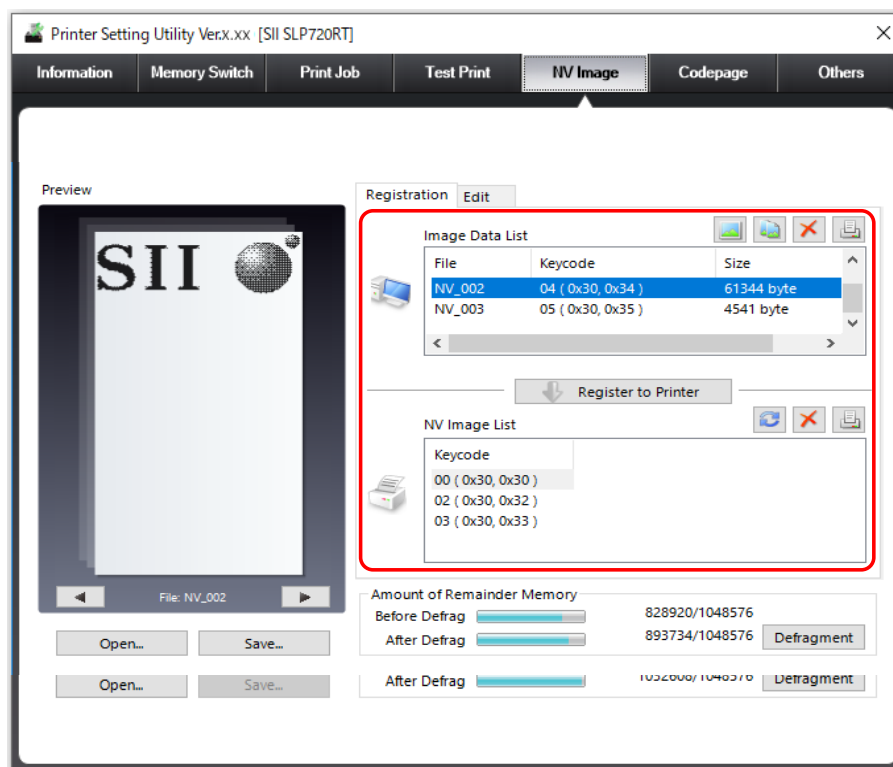 Printer Setting Utility Ver.x.xx [SII SLP720RT]
Information Memory Switch Print Job Test Print NV Image Codepage Others
Preview
SII
File: NV_002
Open... Save...
Open... Save...
Registration Edit
Image Data List
File Keycode Size
NV_002 04 ( 0x30, 0x34 ) 61344 byte
NV_003 05 ( 0x30, 0x35 ) 4541 byte
Register to Printer
NV Image List
Keycode
00 ( 0x30, 0x30 )
02 ( 0x30, 0x32 )
03 ( 0x30, 0x33 )
Amount of Remainder Memory
Before Defrag 828920/1048576
After Defrag 893734/1048576 Defragment
After Defrag 1032608/1048576 Defragment